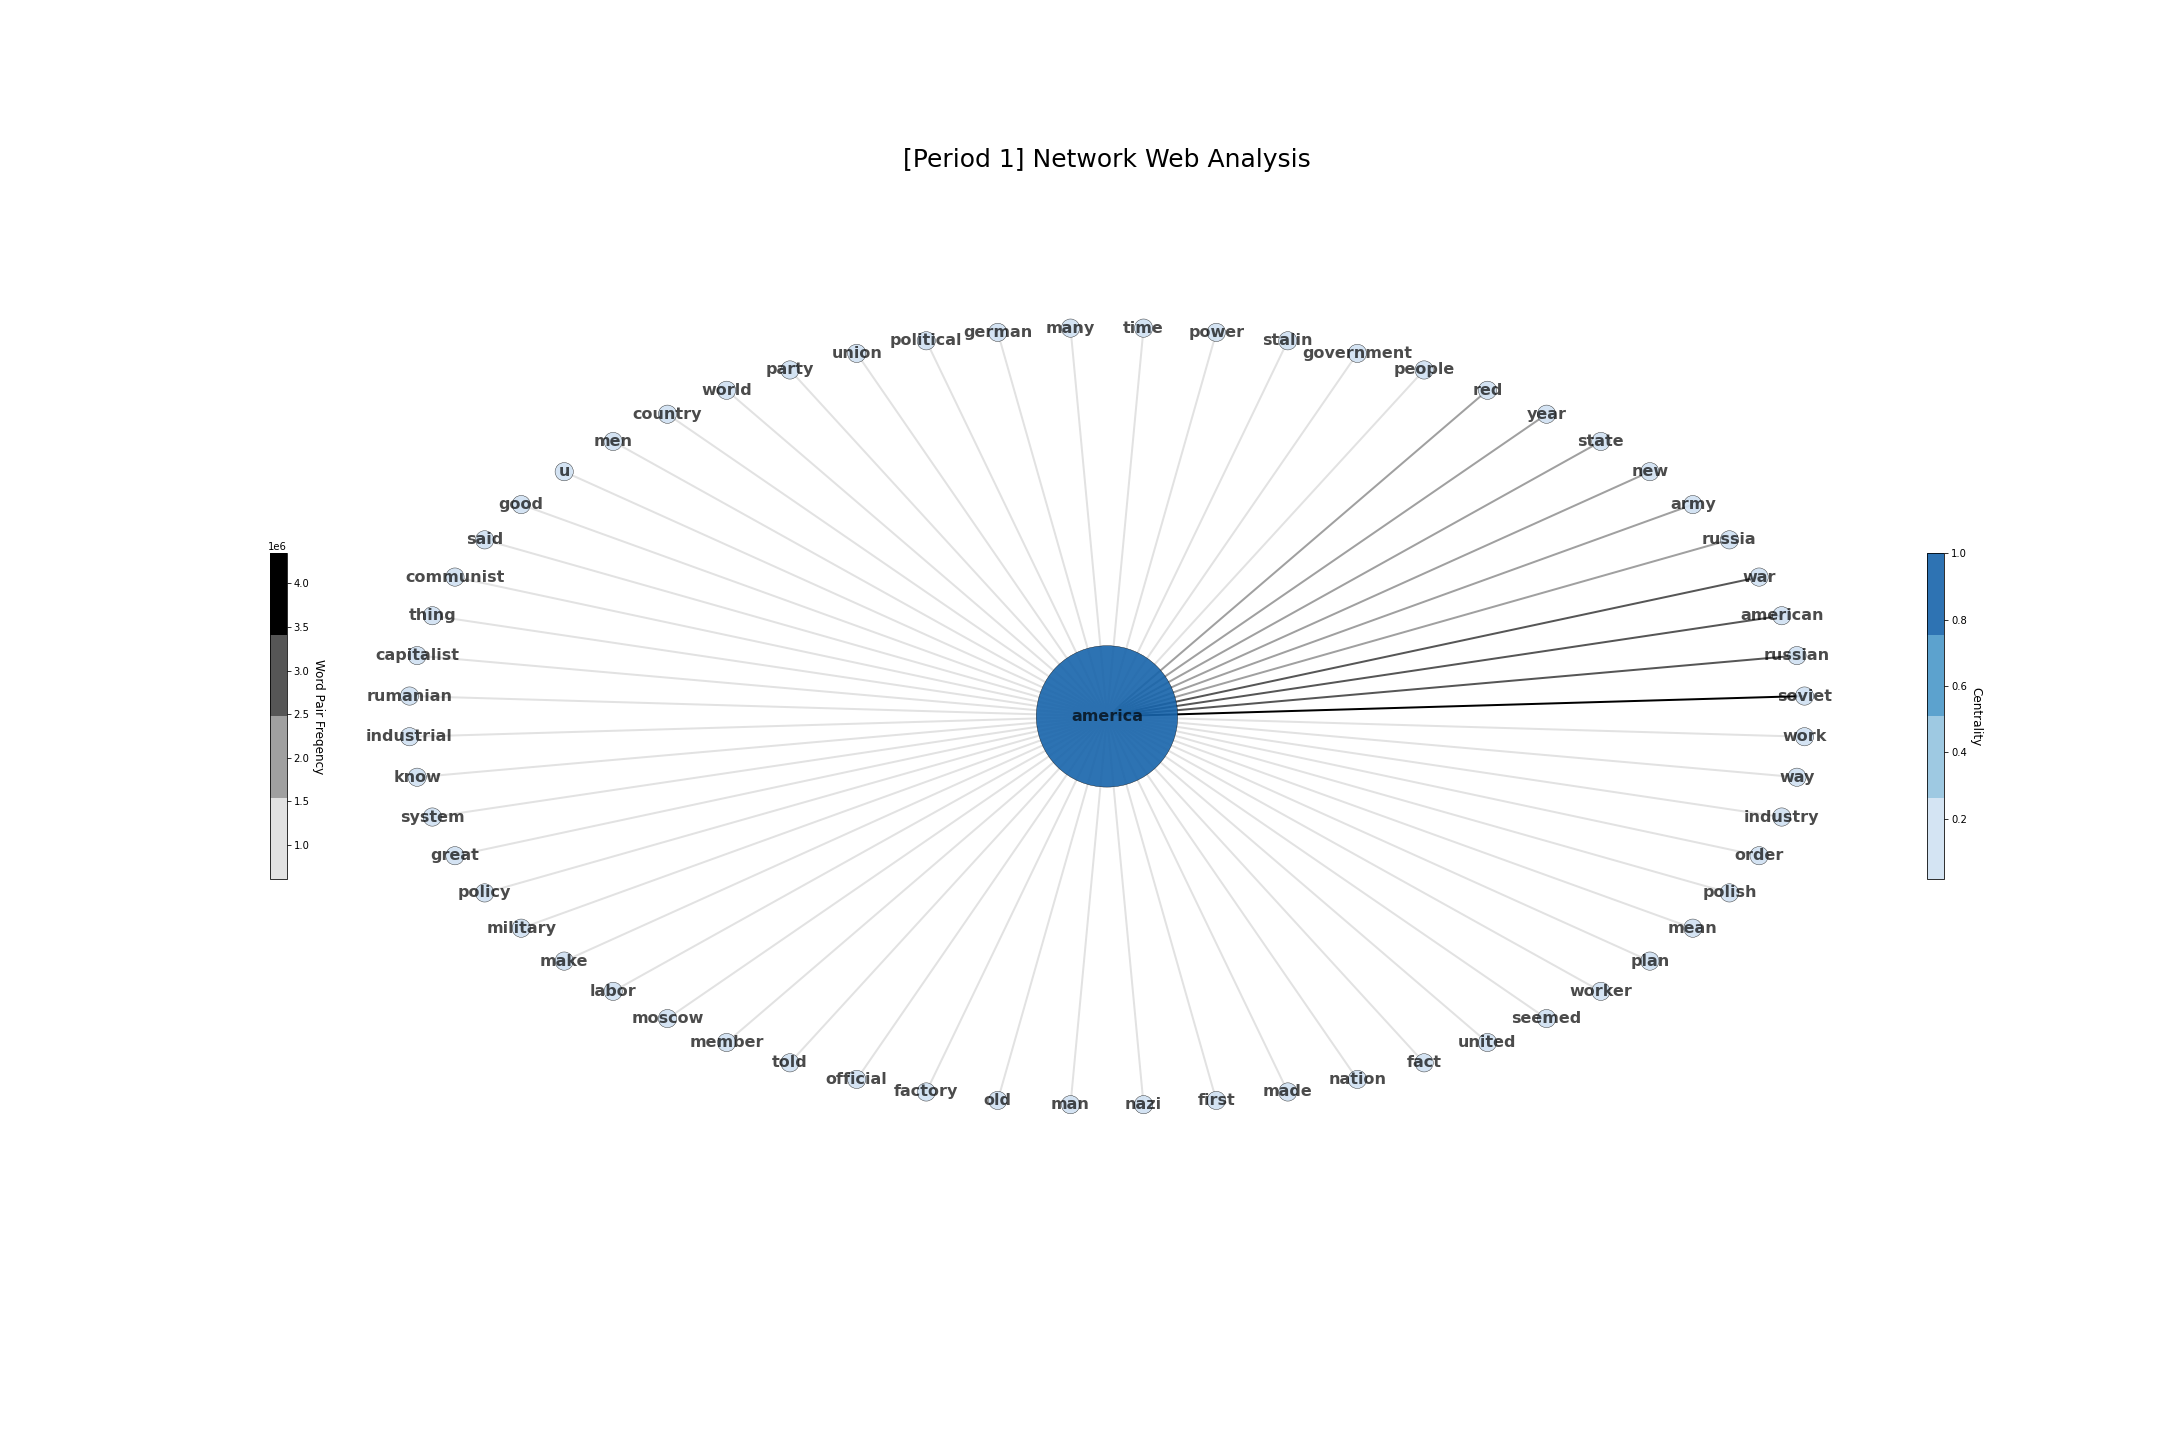 [Period 1] Network Web Analysis
many
time
german
power
political
stalin
union
government
party
people
world
red
country
year
men
state
u
new
good
army
said
russia
communist
war
thing
american
capitalist
russian
rumanian
soviet
america
industrial
work
know
way
system
industry
great
order
policy
polish
military
mean
make
plan
labor
worker
moscow
seemed
member
united
told
fact
official
nation
factory
made
old
first
man
nazi
1e6
4.0
3.5
3.0
2.5
2.0
1.5
1.0
Word Pair Freqency
1.0
0.8
0.6
0.4
0.2
Centrality